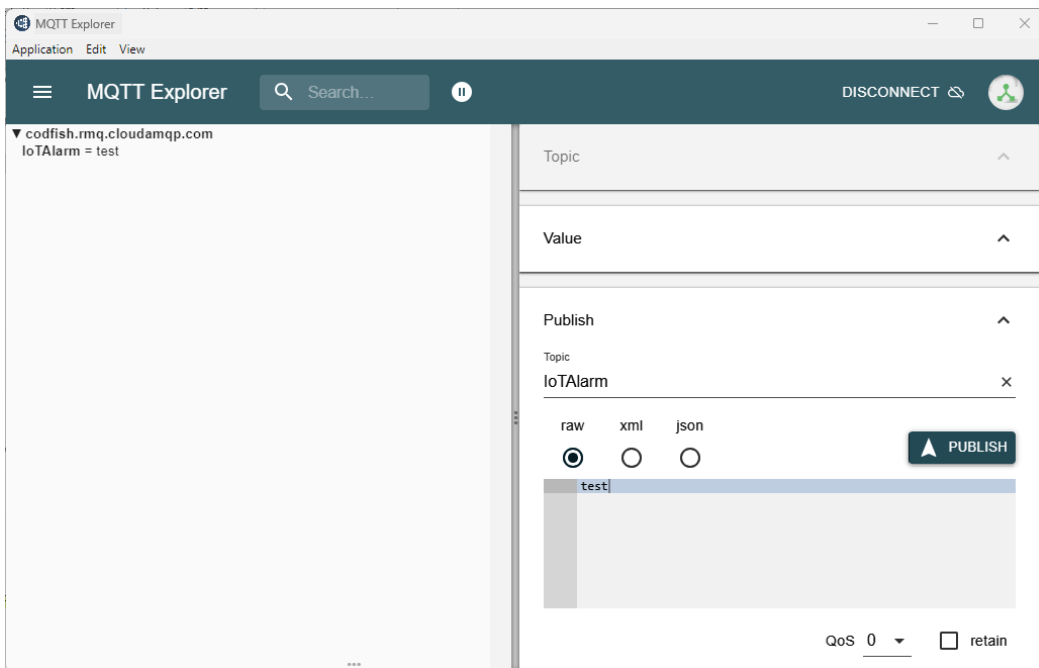 MQTT Explorer
Application Edit View
MQTT Explorer
Search...
DISCONNECT
▼ codfish.rmq.cloudamqp.com
IoTAlarm = test
Topic
Value
Publish
Topic
IoTAlarm
raw xml json
PUBLISH
test
QoS 0
retain